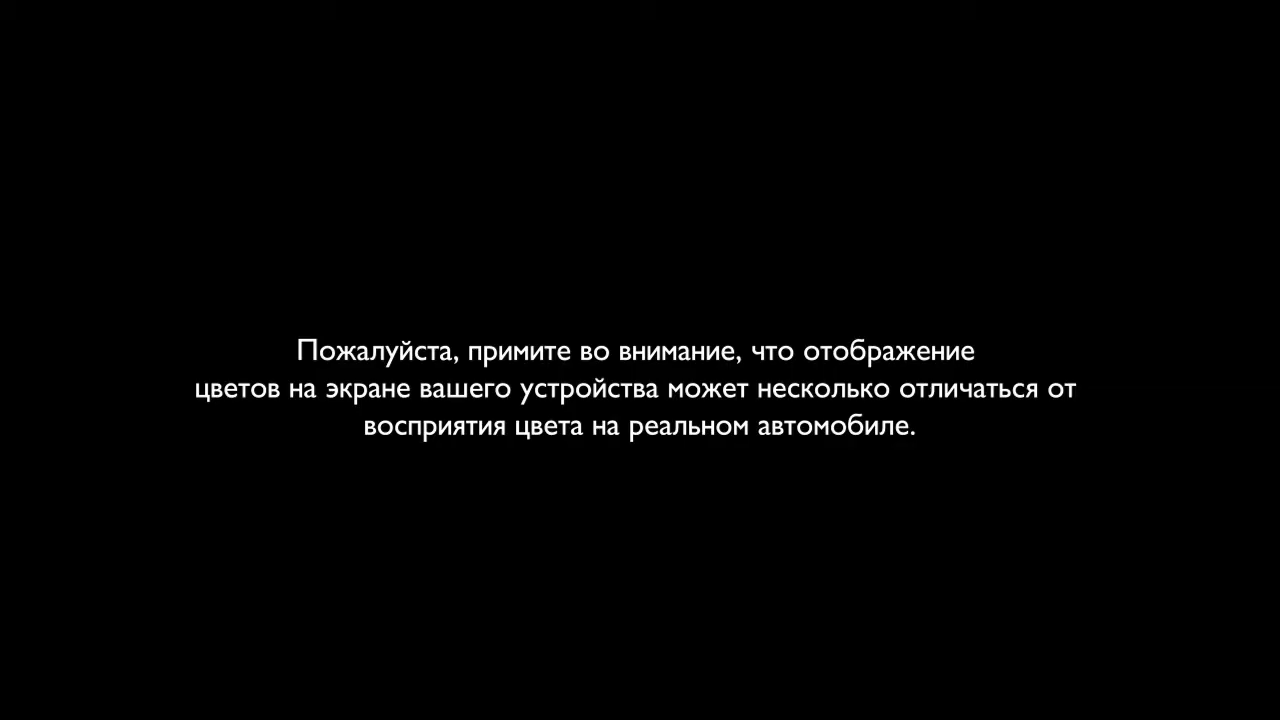 Пожалуйста, примите во внимание, что отображение
цветов на экране вашего устройства может несколько отличаться от
восприятия цвета на реальном автомобиле.